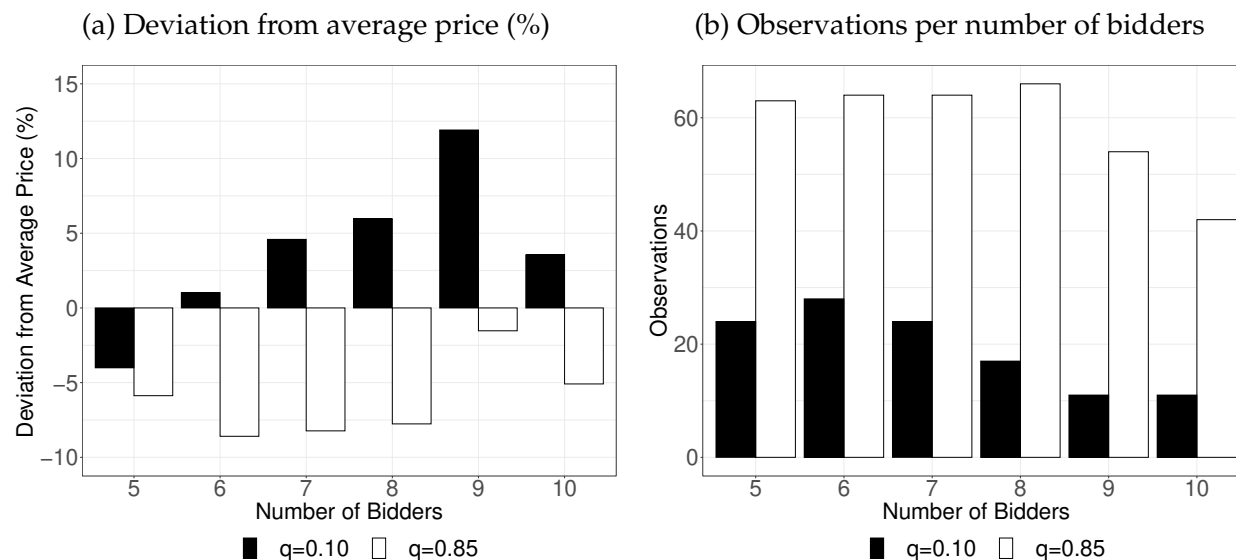 (a) Deviation from average price (%)
Deviation from Average Price (%)
15
10
5
0
−5
−10
5 6 7 8 9 10
Number of Bidders
q=0.10 q=0.85
(b) Observations per number of bidders
Observations
60
40
20
0
5 6 7 8 9 10
Number of Bidders
q=0.10 q=0.85